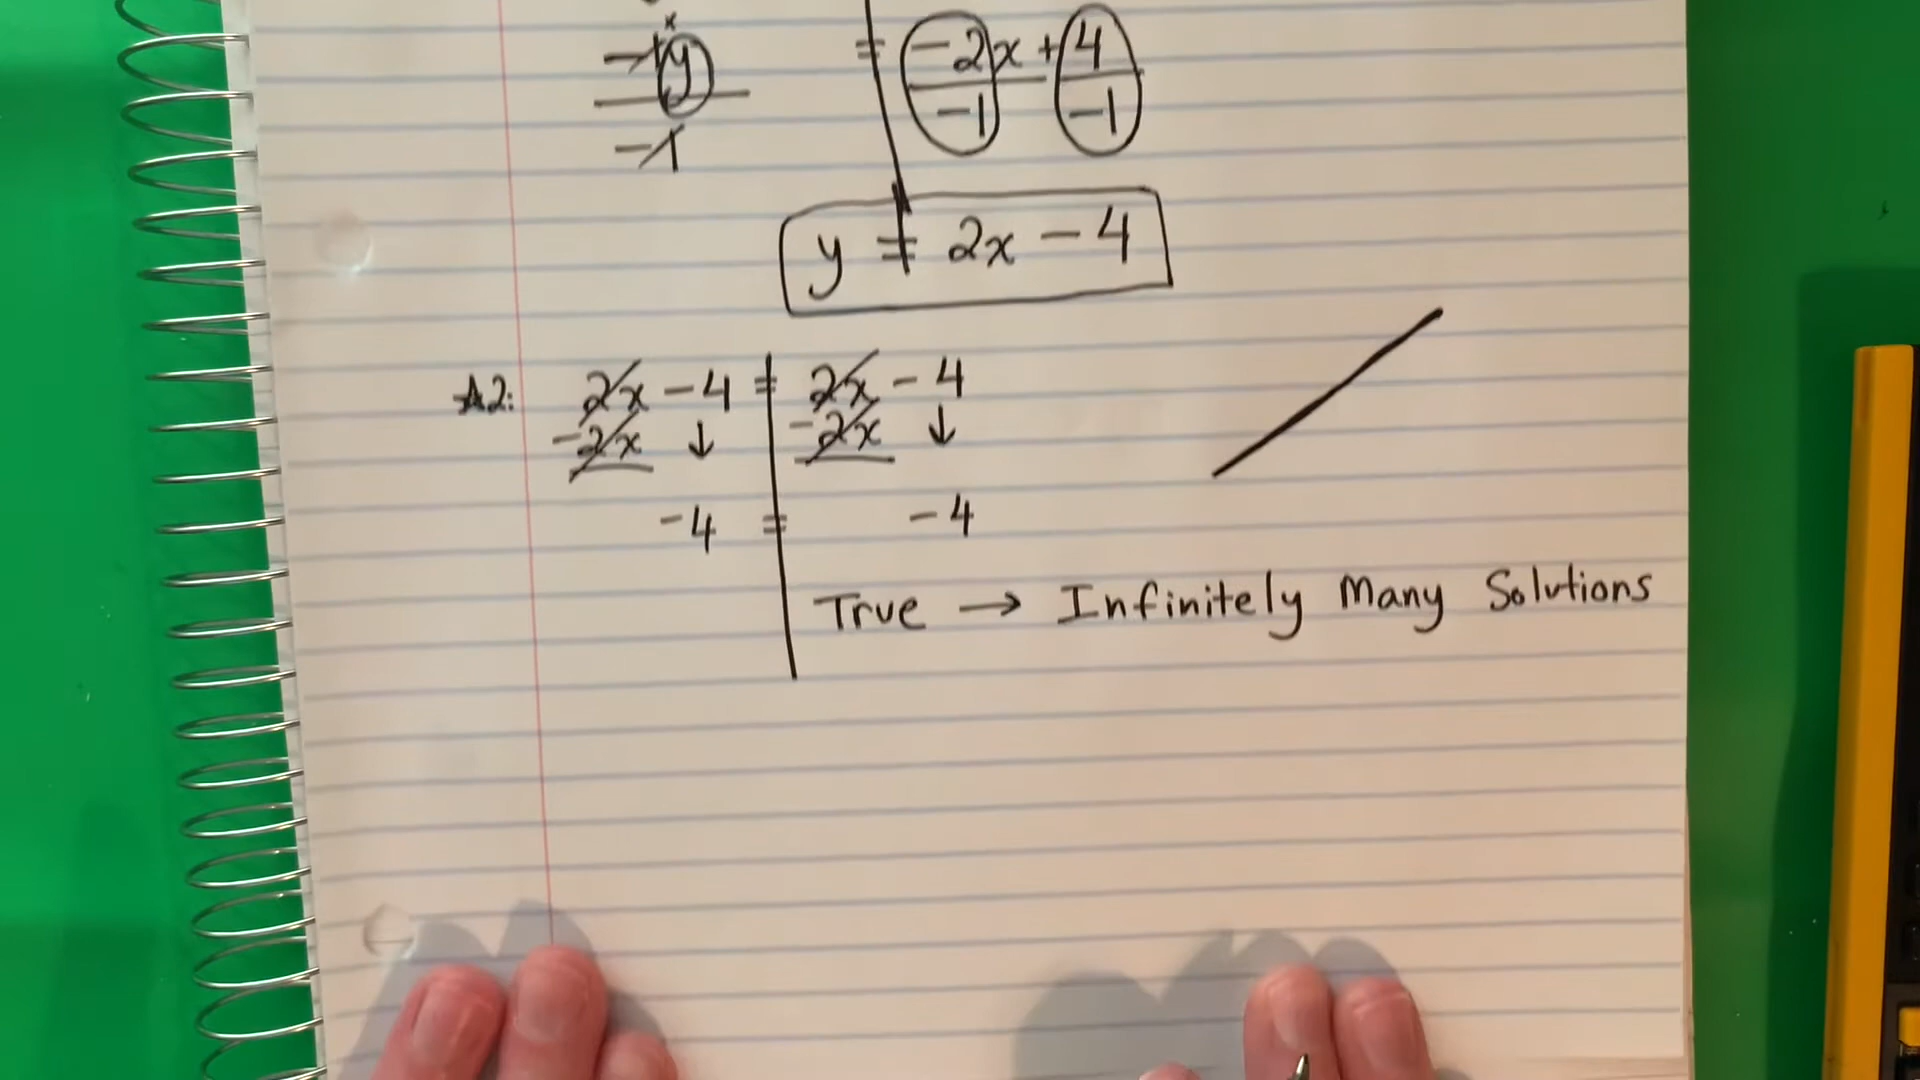 -1y = -2x + 4
-1 -1 -1
y = 2x - 4
A2: 2x - 4 = 2x - 4
-2x ↓ -2x ↓
-4 = -4
True → Infinitely Many Solutions